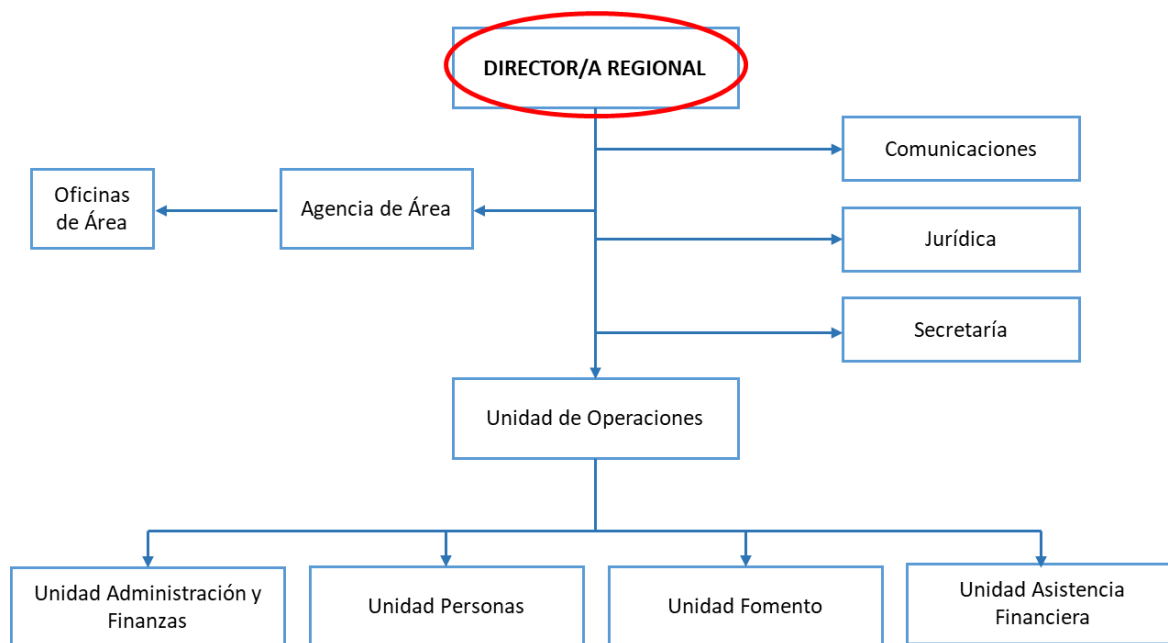 DIRECTOR/A REGIONAL
Comunicaciones
Oficinas
de Área
Agencia de Área
Jurídica
Secretaría
Unidad de Operaciones
Unidad Administración y
Finanzas
Unidad Personas
Unidad Fomento
Unidad Asistencia
Financiera